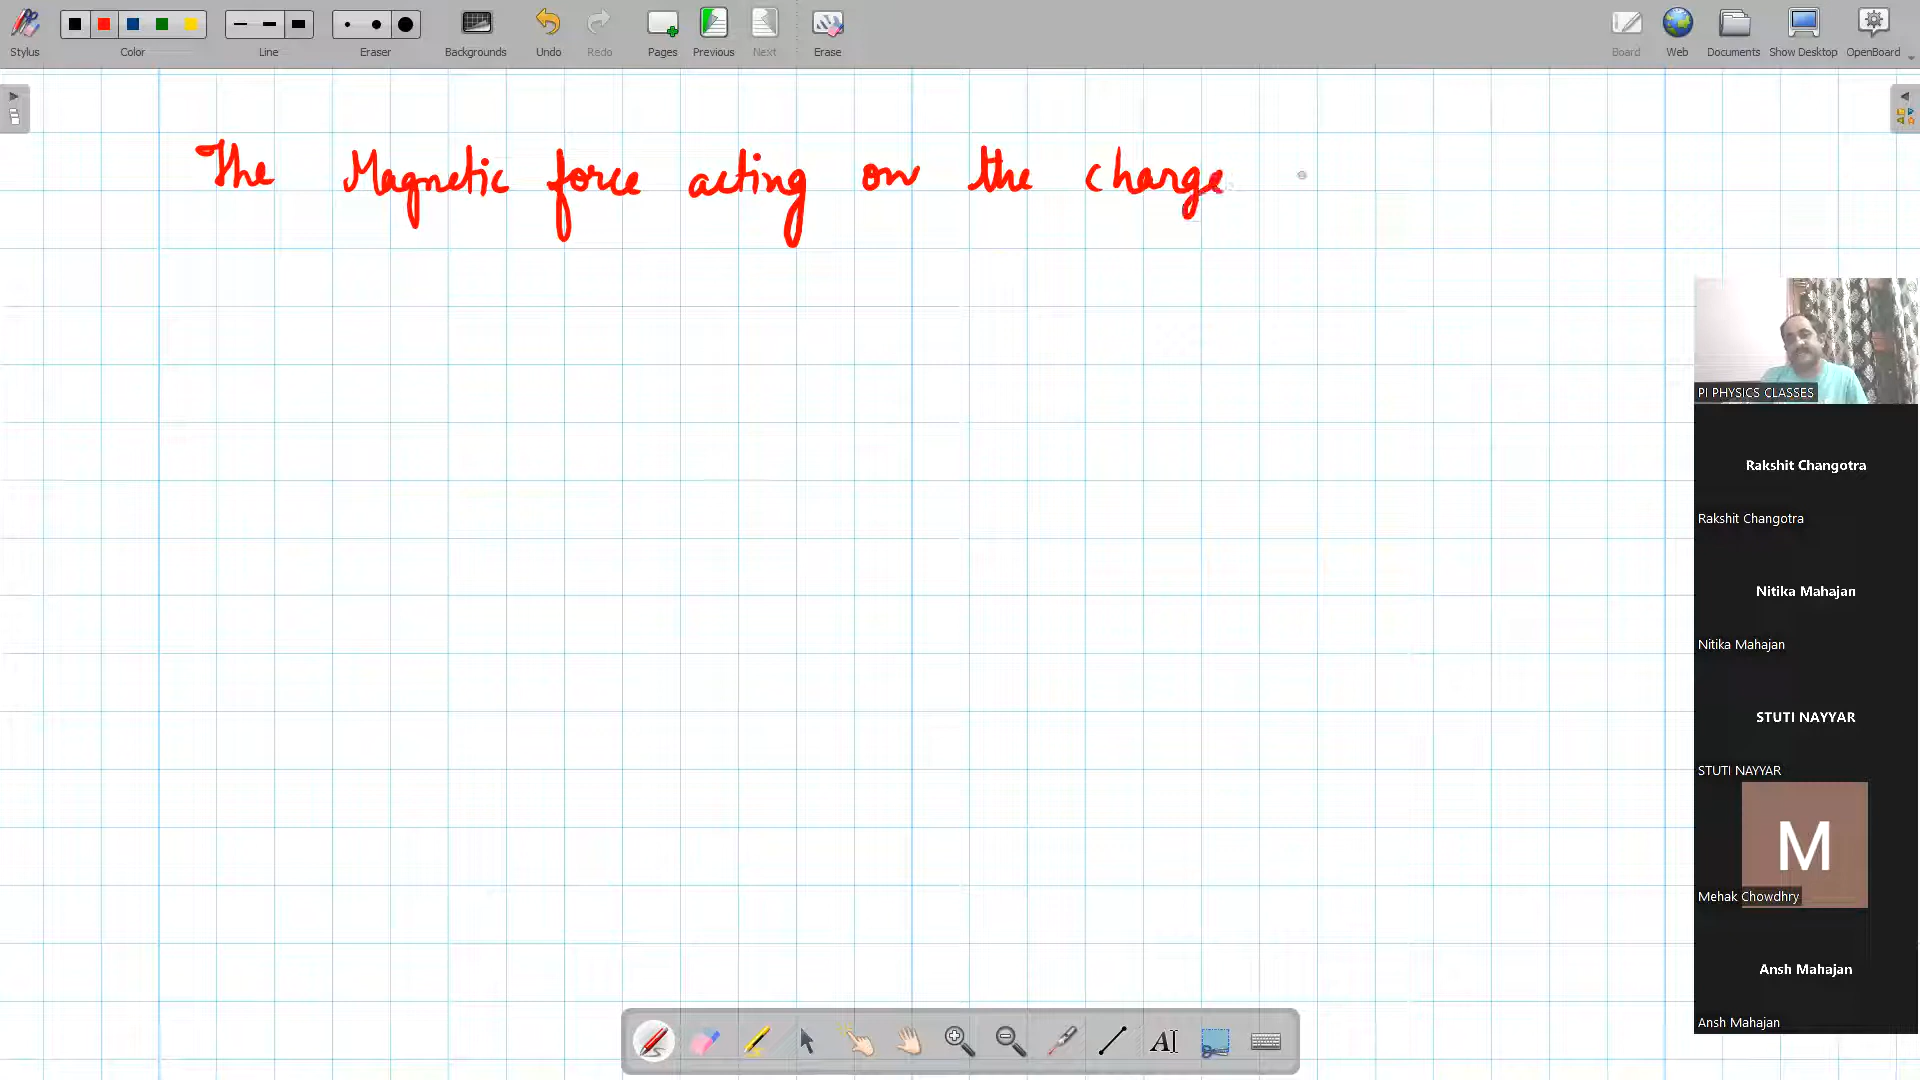 Stylus Color Line Eraser Backgrounds Undo Redo Pages Previous Next Erase Board Web Documents Show Desktop OpenBoard
The Magnetic force acting on the charge
PI PHYSICS CLASSES
Rakshit Changotra
Rakshit Changotra
Nitika Mahajan
Nitika Mahajan
STUTI NAYYAR
STUTI NAYYAR
M
Mehak Chowdhry
Ansh Mahajan
Ansh Mahajan